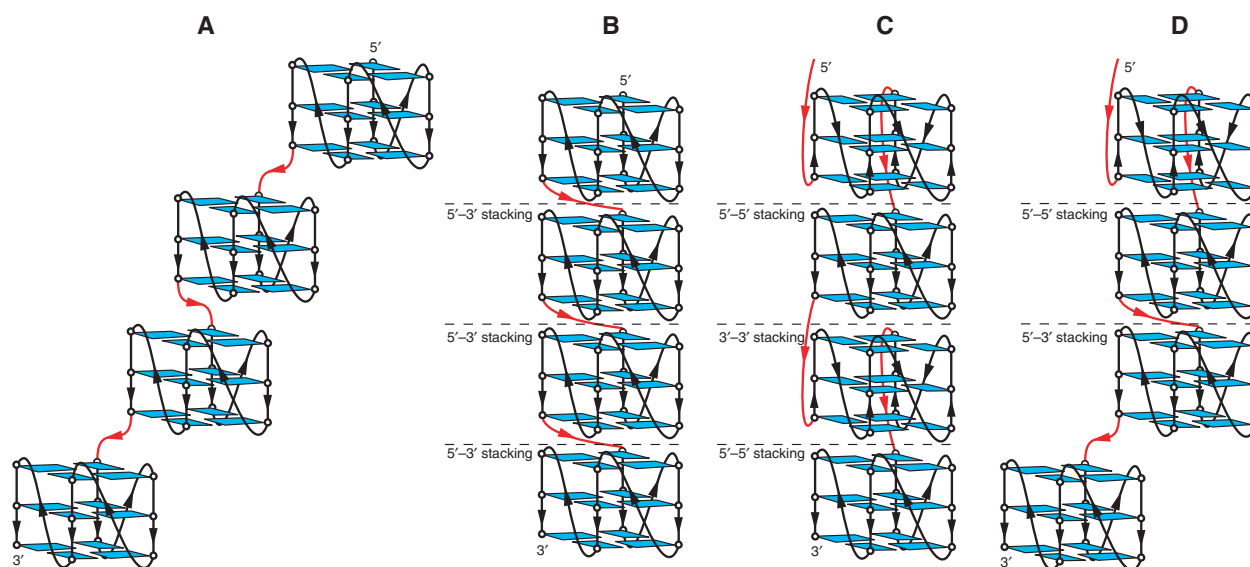 A
B
C
D
5′
5′
5′
5′
5′–3′ stacking
5′–5′ stacking
5′–5′ stacking
5′–3′ stacking
3′–3′ stacking
5′–3′ stacking
5′–3′ stacking
5′–5′ stacking
3′
3′
3′
3′